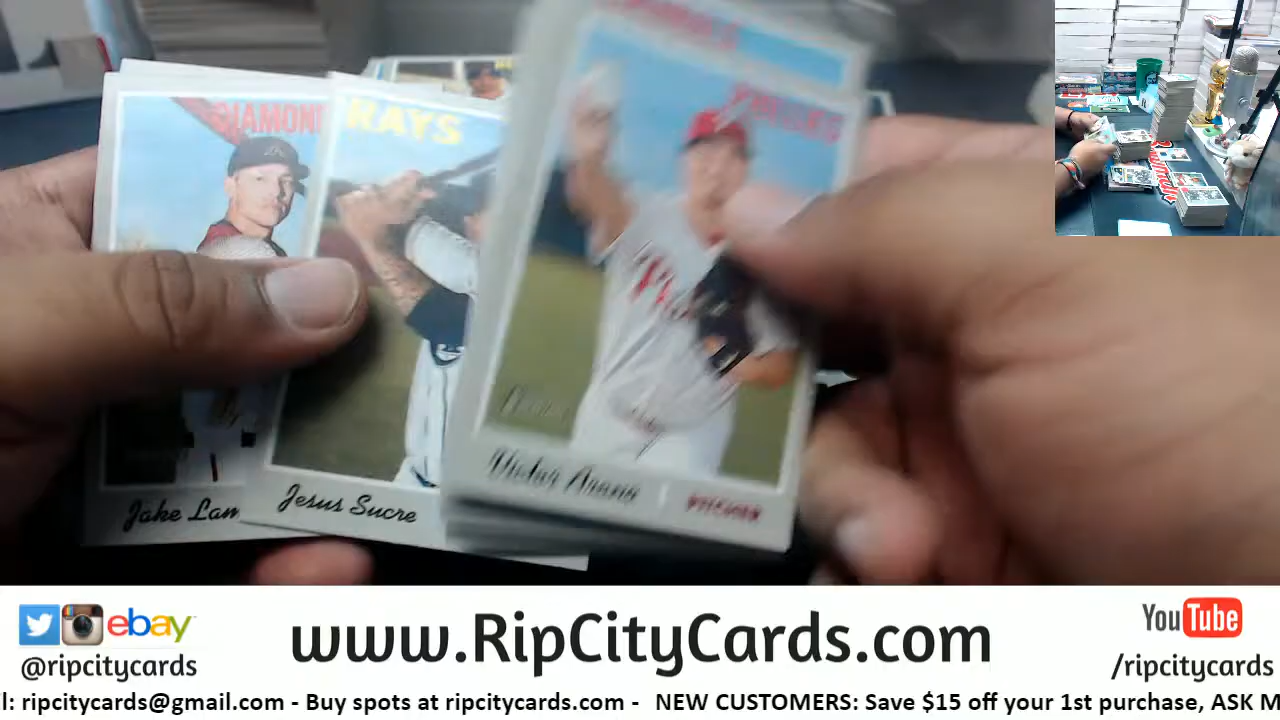 DIAMOND
RAYS
PHILLIES
Jake Lam
Jesus Sucre
Victor Arano
PITCHER
ebay
@ripcitycards
www.RipCityCards.com
YouTube
/ripcitycards
l: ripcitycards@gmail.com - Buy spots at ripcitycards.com - NEW CUSTOMERS: Save $15 off your 1st purchase, ASK M